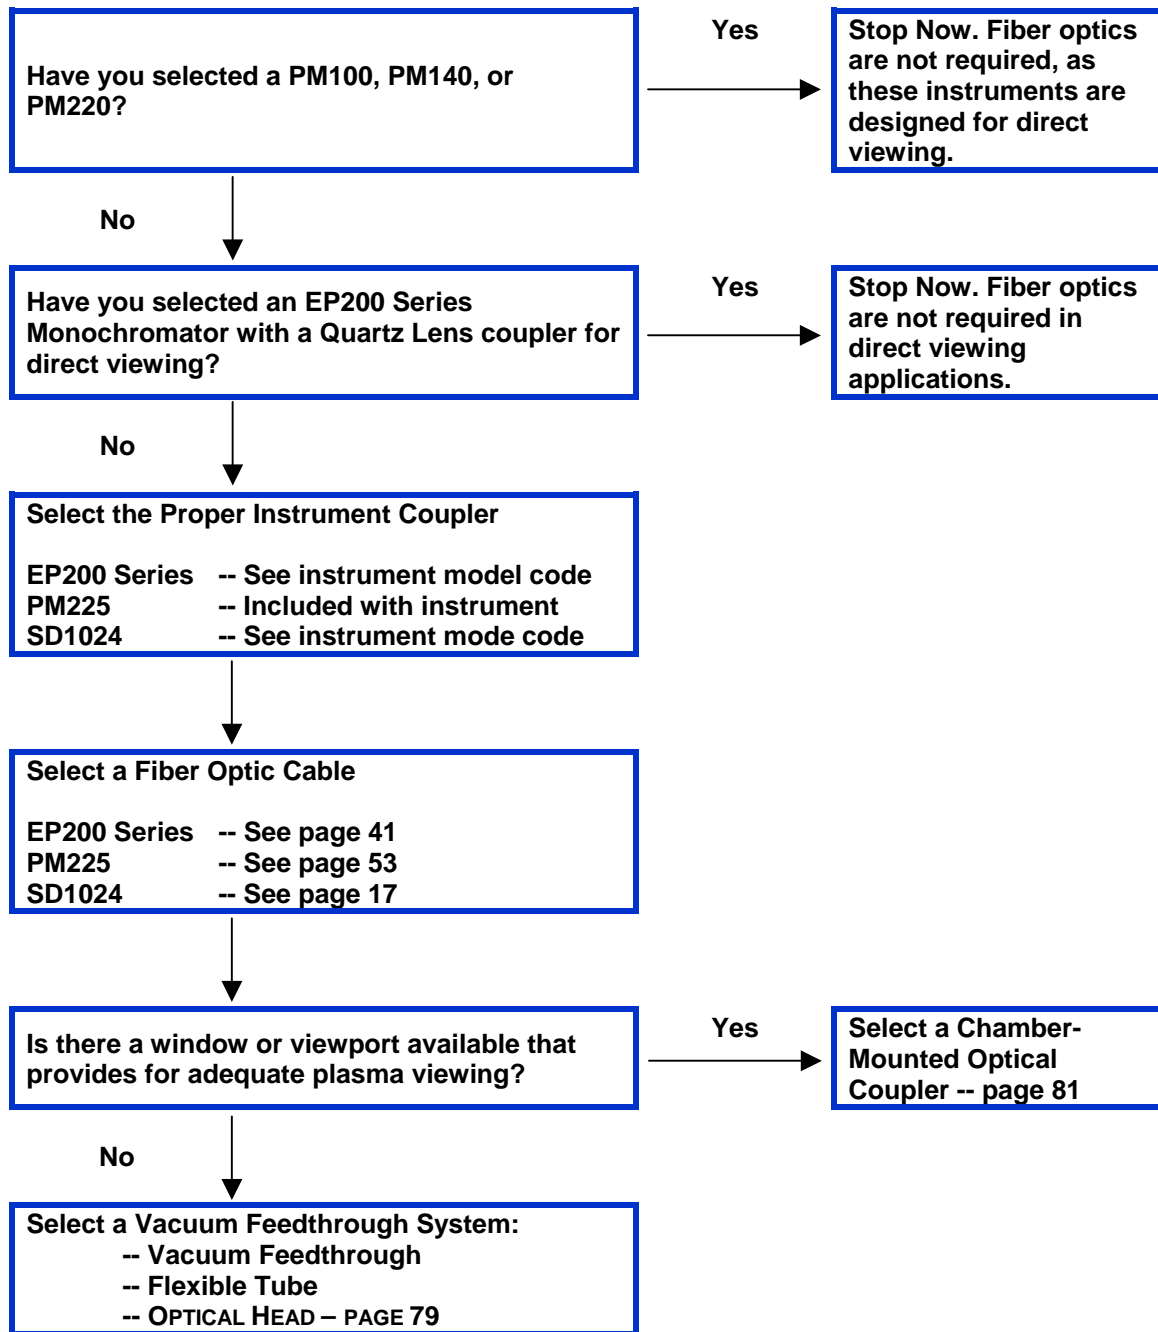 Have you selected a PM100, PM140, or
PM220?
Yes
Stop Now. Fiber optics
are not required, as
these instruments are
designed for direct
viewing.
No
Have you selected an EP200 Series
Monochromator with a Quartz Lens coupler for
direct viewing?
Yes
Stop Now. Fiber optics
are not required in
direct viewing
applications.
No
Select the Proper Instrument Coupler
EP200 Series -- See instrument model code
PM225 -- Included with instrument
SD1024 -- See instrument mode code
Select a Fiber Optic Cable
EP200 Series -- See page 41
PM225 -- See page 53
SD1024 -- See page 17
Is there a window or viewport available that
provides for adequate plasma viewing?
Yes
Select a Chamber-
Mounted Optical
Coupler -- page 81
No
Select a Vacuum Feedthrough System:
-- Vacuum Feedthrough
-- Flexible Tube
-- OPTICAL HEAD – PAGE 79